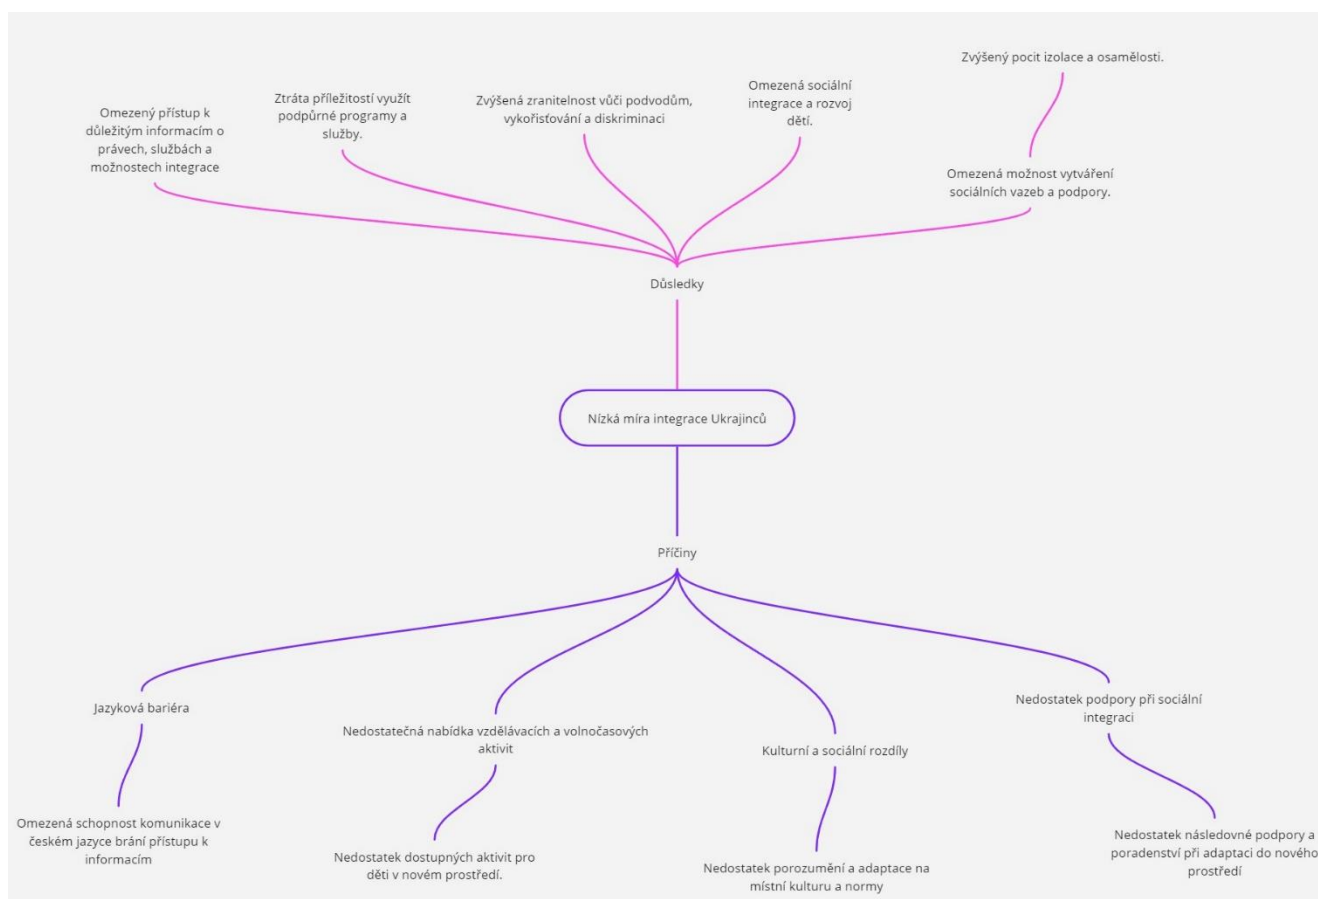 Zvýšený pocit izolace a osamělosti.
Omezený přístup k
důležitým informacím o
právech, službách a
možnostech integrace
Ztráta příležitostí využít
podpůrné programy a
služby.
Zvýšená zranitelnost vůči podvodům,
vykořisťování a diskriminaci
Omezená sociální
integrace a rozvoj
dětí.
Omezená možnost vytváření
sociálních vazeb a podpory.
Důsledky
Nízká míra integrace Ukrajinců
Příčiny
Jazyková bariéra
Nedostatečná nabídka vzdělávacích a volnočasových
aktivit
Kulturní a sociální rozdíly
Nedostatek podpory při sociální
integraci
Omezená schopnost komunikace v
českém jazyce brání přístupu k
informacím
Nedostatek dostupných aktivit pro
děti v novém prostředí.
Nedostatek porozumění a adaptace na
místní kulturu a normy
Nedostatek následovné podpory a
poradenství při adaptaci do nového
prostředí